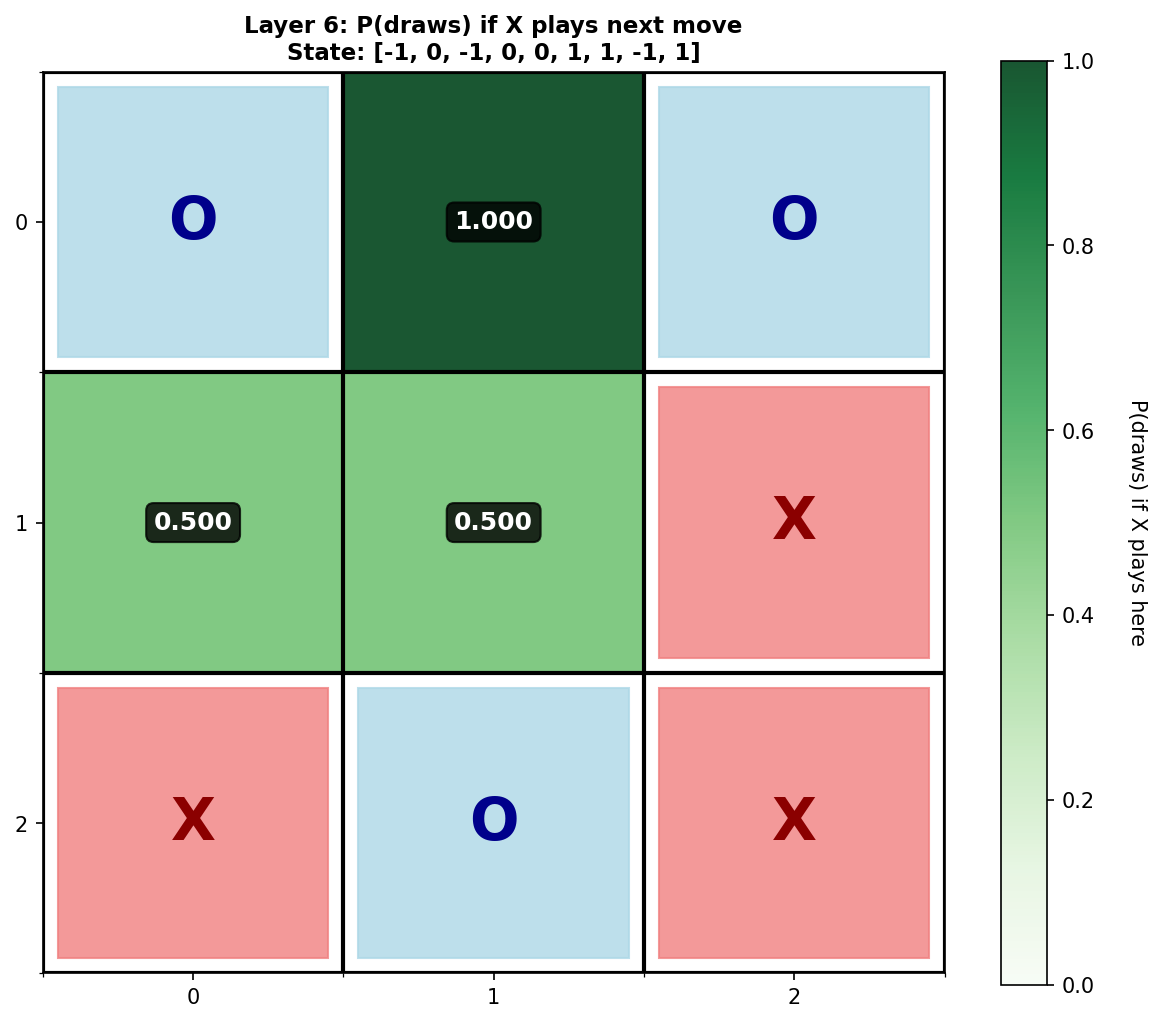 Layer 6: P(draws) if X plays next move
State: [-1, 0, -1, 0, 0, 1, 1, -1, 1]
O
1.000
O
0.500
0.500
X
X
O
X
0
1
2
0
1
2
1.0
0.8
0.6
0.4
0.2
0.0
P(draws) if X plays here